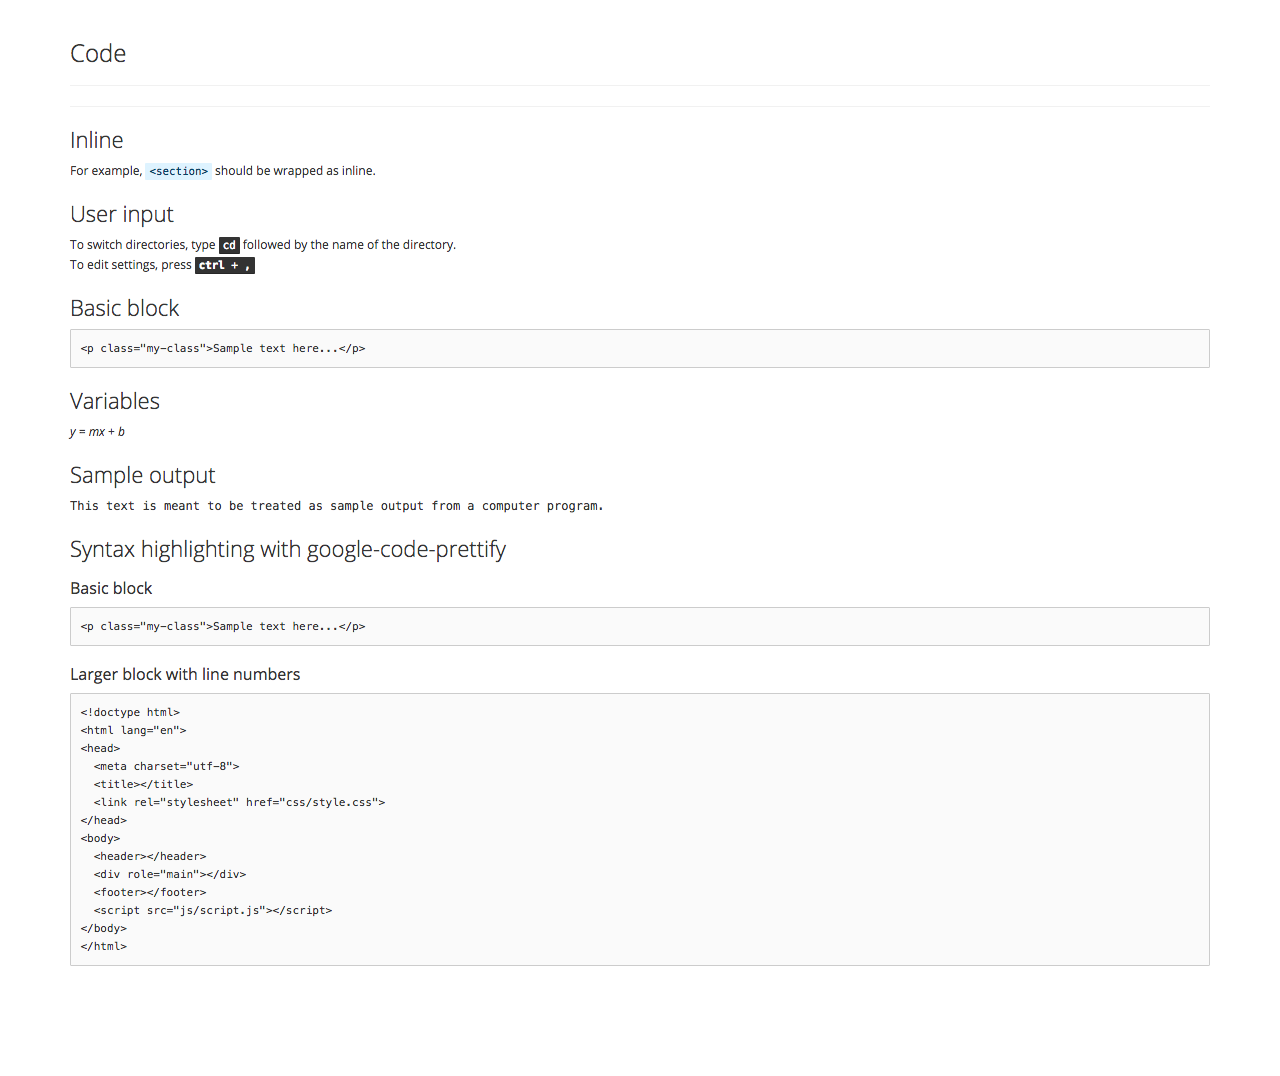 Code
Inline
For example, <section> should be wrapped as inline.
User input
To switch directories, type cd followed by the name of the directory.
To edit settings, press ctrl + ,
Basic block
<p class="my-class">Sample text here...</p>
Variables
y = mx + b
Sample output
This text is meant to be treated as sample output from a computer program.
Syntax highlighting with google-code-prettify
Basic block
<p class="my-class">Sample text here...</p>
Larger block with line numbers
<!doctype html>
<html lang="en">
<head>
  <meta charset="utf-8">
  <title></title>
  <link rel="stylesheet" href="css/style.css">
</head>
<body>
  <header></header>
  <div role="main"></div>
  <footer></footer>
  <script src="js/script.js"></script>
</body>
</html>